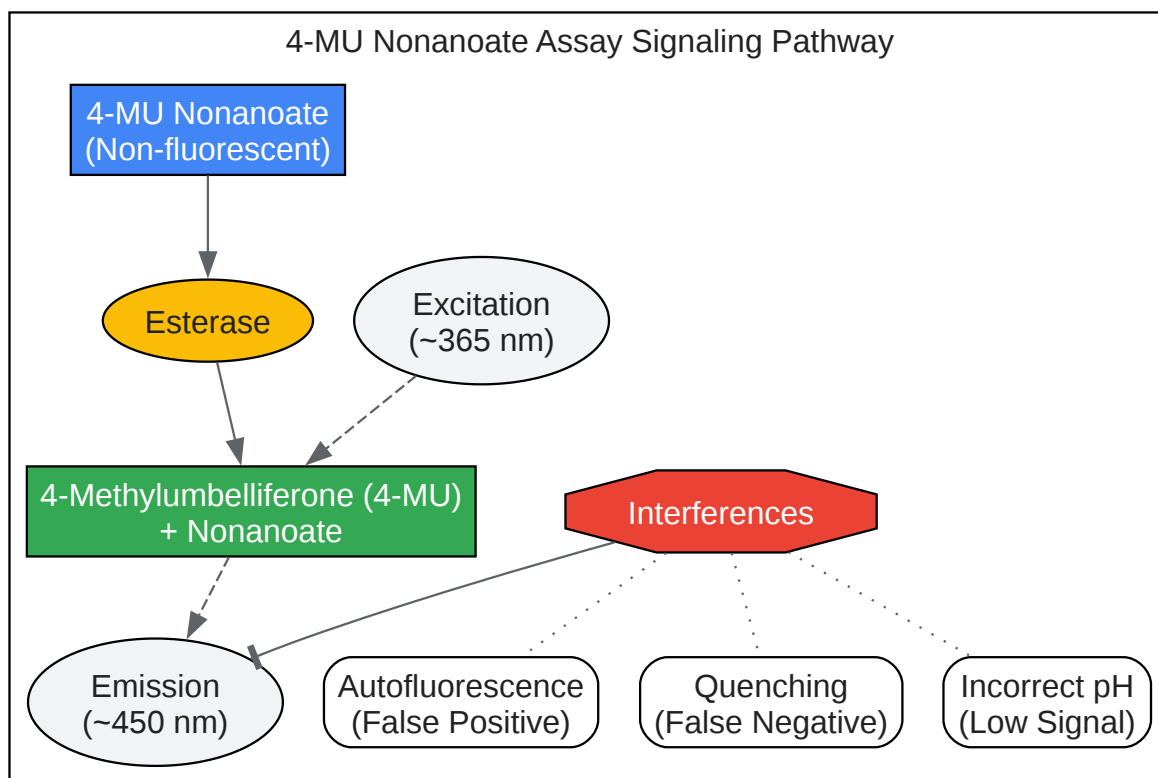 4-MU Nonanoate Assay Signaling Pathway
4-MU Nonanoate
(Non-fluorescent)
Esterase
Excitation
(~365 nm)
4-Methylumbelliferone (4-MU)
+ Nonanoate
Interferences
Emission
(~450 nm)
Autofluorescence
(False Positive)
Quenching
(False Negative)
Incorrect pH
(Low Signal)